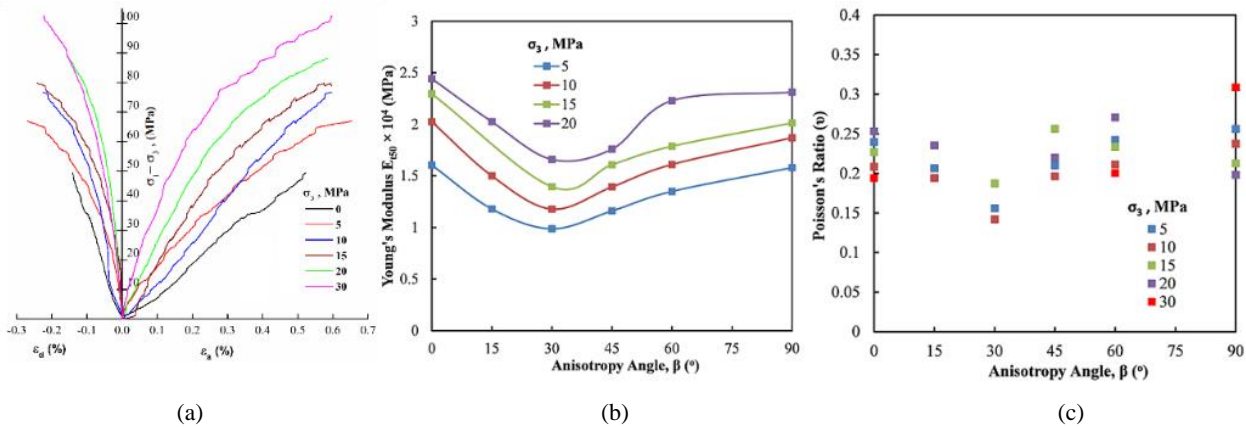 100
90
80
70
60
50
40
30
20
10
σ1−σ3, (MPa)
σ3 , MPa
0
5
10
15
20
30
-0.3 -0.2 -0.1 0.0 0.1 0.2 0.3 0.4 0.5 0.6 0.7
εd (%) εa (%)
(a)
Young's Modulus Et50 × 10⁴ (MPa)
3
2.5
2
1.5
1
0.5
0
σ3 , MPa
5
10
15
20
0 15 30 45 60 75 90
Anisotropy Angle, β (°)
(b)
Poisson's Ratio (υ)
0.4
0.35
0.3
0.25
0.2
0.15
0.1
0.05
0
σ3 , MPa
5
10
15
20
30
0 15 30 45 60 75 90
Anisotropy Angle, β (°)
(c)